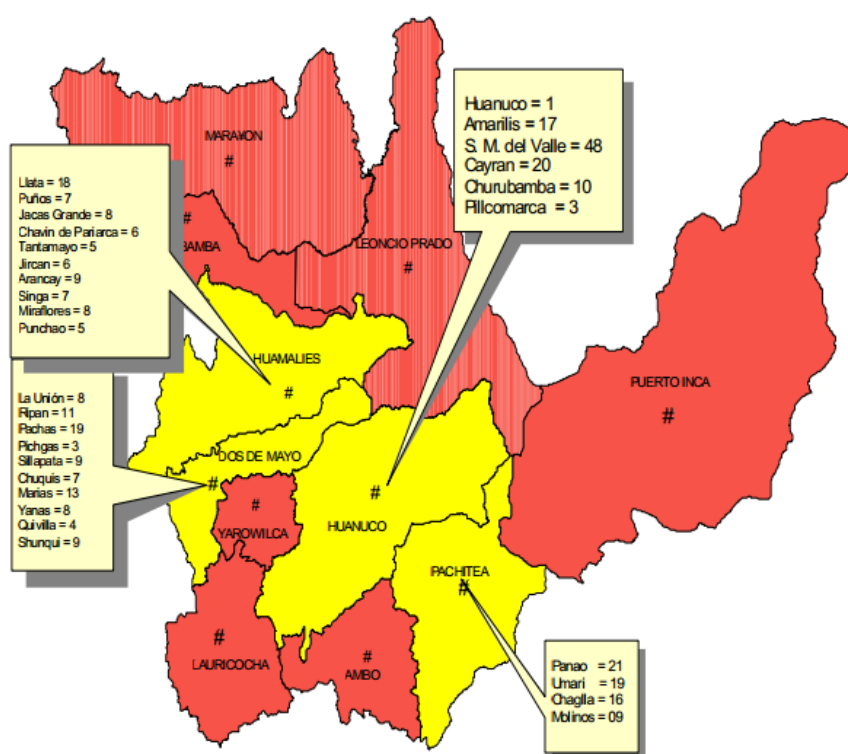 Huanuco = 1
Amarilis = 17
S. M. del Valle = 48
Cayran = 20
Churubamba = 10
Pillcomarca = 3
MARA¥ON
#
Llata = 18
Puños = 7
Jacas Grande = 8
Chavin de Pariarca = 6
Tantamayo = 5
Jircan = 6
Arancay = 9
Singa = 7
Miraflores = 8
Punchao = 5
#
BAMBA
LEONCIO PRADO
#
HUAMALIES
#
PUERTO INCA
#
La Unión = 8
Ripan = 11
Pachas = 19
Pichgas = 3
Sillapata = 9
Chuquis = 7
Marias = 13
Yanas = 8
Quivilla = 4
Shunqui = 9
DOS DE MAYO
#
#
YAROWILCA
#
HUANUCO
PACHITEA
#
#
LAURICOCHA
#
AMBO
Panao = 21
Umari = 19
Chaglla = 16
Molinos = 09